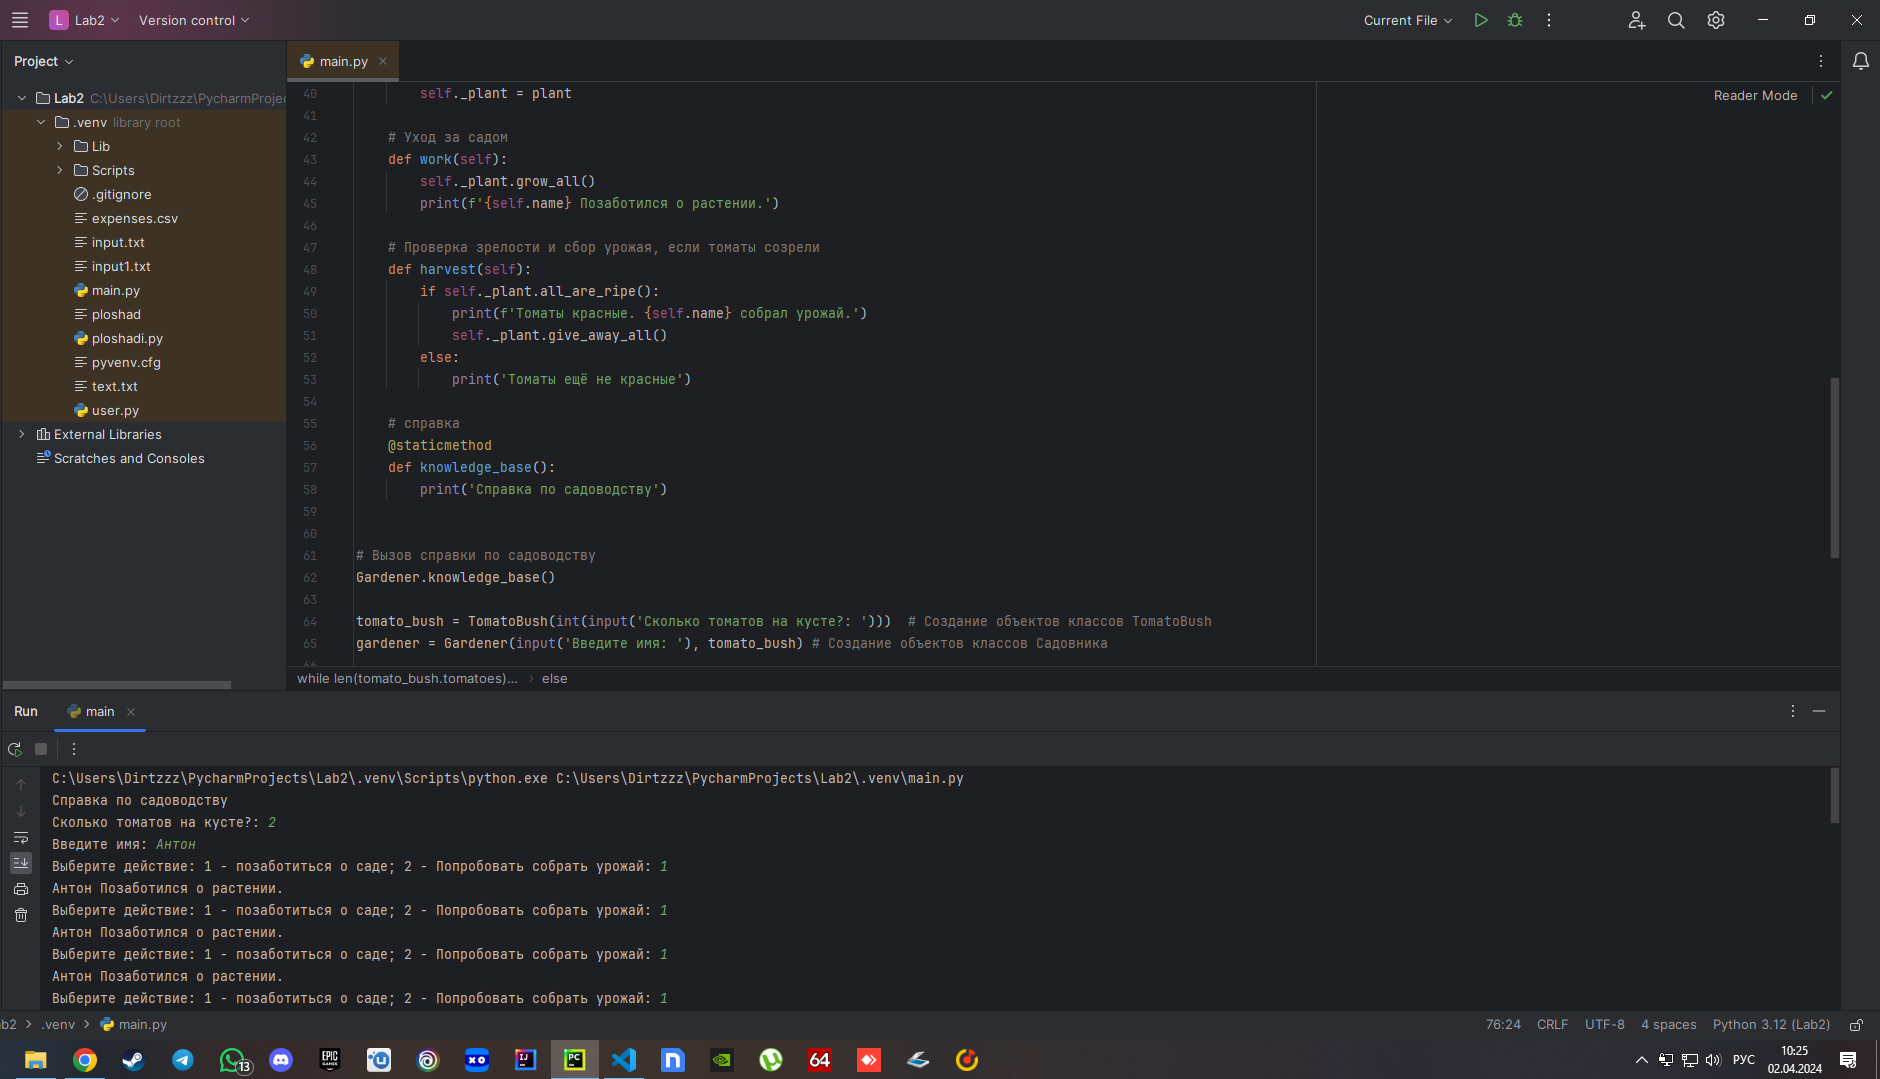 L Lab2 Version control Current File
Project
main.py
Lab2 C:\Users\Dirtzzz\PycharmProjec
.venv library root
Lib
Scripts
.gitignore
expenses.csv
input.txt
input1.txt
main.py
ploshad
ploshadi.py
pyvenv.cfg
text.txt
user.py
External Libraries
Scratches and Consoles
Reader Mode
40 self._plant = plant
41
42 # Уход за садом
43 def work(self):
44 self._plant.grow_all()
45 print(f'{self.name} Позаботился о растении.')
46
47 # Проверка зрелости и сбор урожая, если томаты созрели
48 def harvest(self):
49 if self._plant.all_are_ripe():
50 print(f'Томаты красные. {self.name} собрал урожай.')
51 self._plant.give_away_all()
52 else:
53 print('Томаты ещё не красные')
54
55 # справка
56 @staticmethod
57 def knowledge_base():
58 print('Справка по садоводству')
59
60
61 # Вызов справки по садоводству
62 Gardener.knowledge_base()
63
64 tomato_bush = TomatoBush(int(input('Сколько томатов на кусте?: '))) # Создание объектов классов TomatoBush
65 gardener = Gardener(input('Введите имя: '), tomato_bush) # Создание объектов классов Садовника
66
while len(tomato_bush.tomatoes)... › else
Run main
C:\Users\Dirtzzz\PycharmProjects\Lab2\.venv\Scripts\python.exe C:\Users\Dirtzzz\PycharmProjects\Lab2\.venv\main.py
Справка по садоводству
Сколько томатов на кусте?: 2
Введите имя: Антон
Выберите действие: 1 - позаботиться о саде; 2 - Попробовать собрать урожай: 1
Антон Позаботился о растении.
Выберите действие: 1 - позаботиться о саде; 2 - Попробовать собрать урожай: 1
Антон Позаботился о растении.
Выберите действие: 1 - позаботиться о саде; 2 - Попробовать собрать урожай: 1
Антон Позаботился о растении.
Выберите действие: 1 - позаботиться о саде; 2 - Попробовать собрать урожай: 1
ab2 › .venv › main.py 76:24 CRLF UTF-8 4 spaces Python 3.12 (Lab2)
13 EPIC GAMES XO IJ PC 64 РУС 10:25
02.04.2024